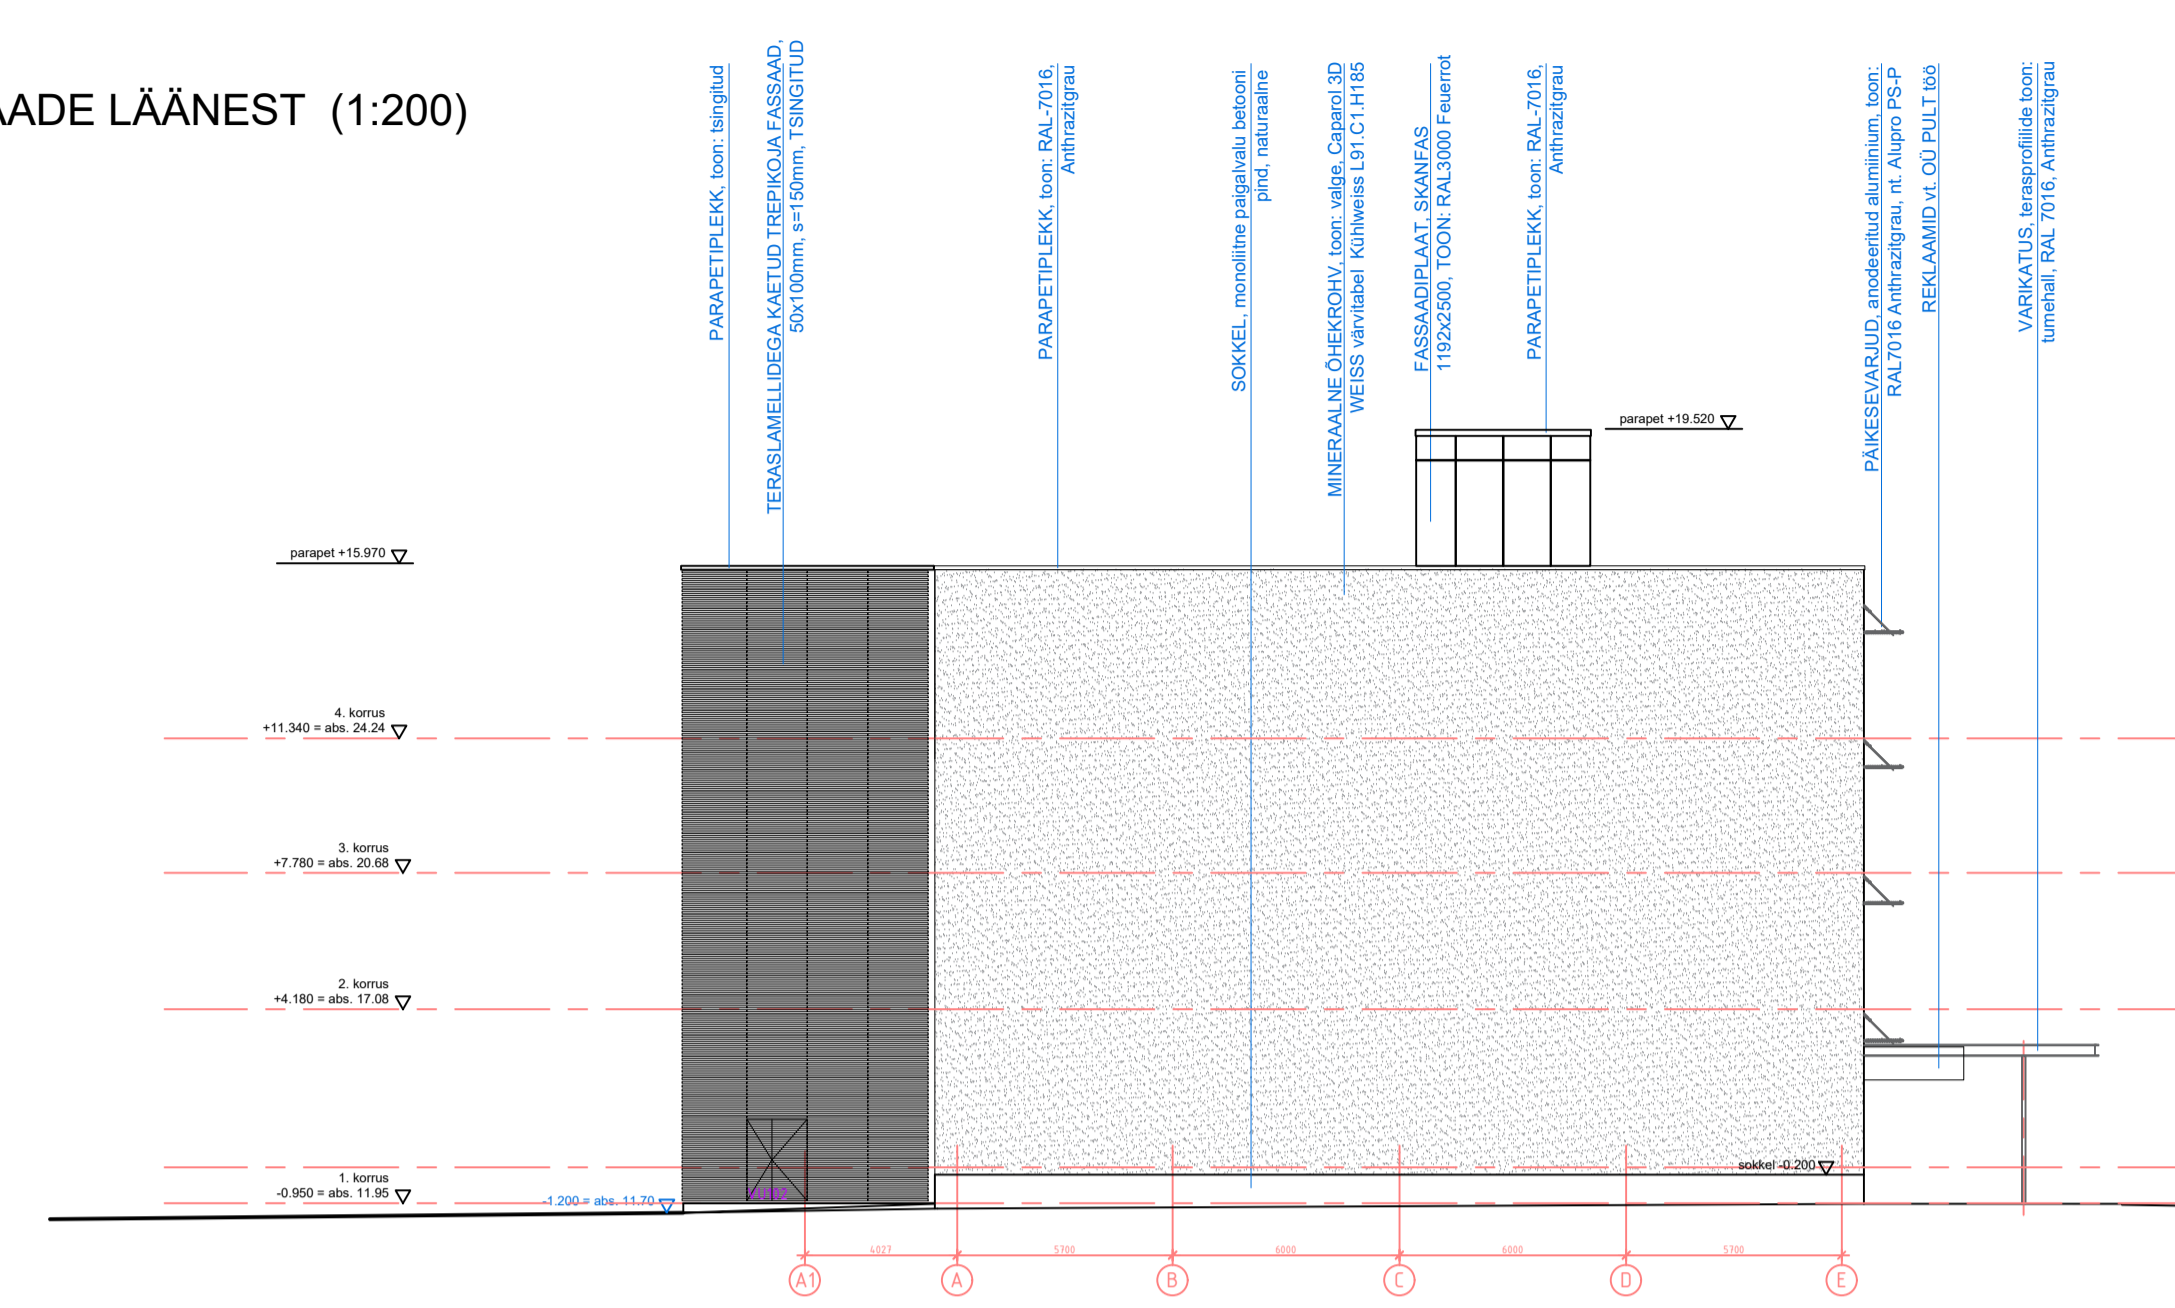 AADE LÄÄNEST (1:200)
PARAPETIPLEKK, toon: tsingitud
TERASLAMELLIDEGA KAETUD TREPIKOJA FASSAAD,
50x100mm, s=150mm, TSINGITUD
PARAPETIPLEKK, toon: RAL-7016,
Anthrazitgrau
SOKKEL, monoliitne paigalvalu betooni
pind, naturaalne
MINERAALNE ÕHEKROHV, toon: valge, Caparol 3D
WEISS värvitabel Kühlweiss L91.C1.H185
FASSAADIPLAAT, SKANFAS
1192x2500, TOON: RAL3000 Feuerrot
PARAPETIPLEKK, toon: RAL-7016,
Anthrazitgrau
PÄIKESEVARJUD, anodeeritud alumiinium, toon:
RAL7016 Anthrazitgrau, nt. Alupro PS-P
REKLAAMID vt. OÜ PULT töö
VARIKATUS, terasprofiilide toon:
tumehall, RAL 7016, Anthrazitgrau
parapet +19.520
parapet +15.970
4. korrus
+11.340 = abs. 24.24
3. korrus
+7.780 = abs. 20.68
2. korrus
+4.180 = abs. 17.08
sokkel -0.200
1. korrus
-0.950 = abs. 11.95
-1.200 = abs. 11.70
VU102
4027 5700 6000 6000 5700
A1 A B C D E